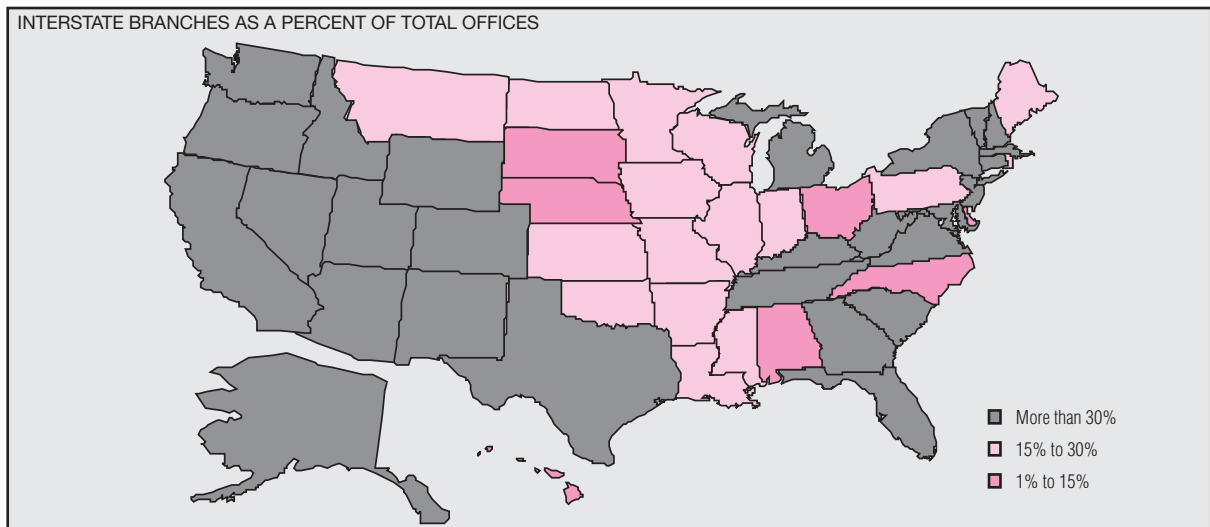 INTERSTATE BRANCHES AS A PERCENT OF TOTAL OFFICES
More than 30%
15% to 30%
1% to 15%